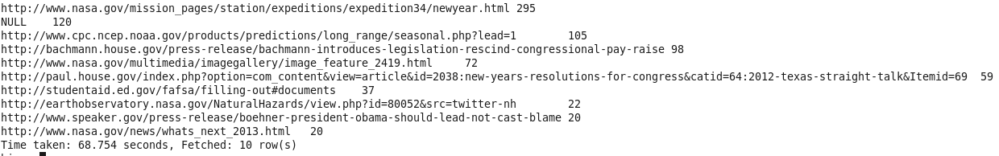 http://www.nasa.gov/mission_pages/station/expeditions/expedition34/newyear.html 295
NULL    120
http://www.cpc.ncep.noaa.gov/products/predictions/long_range/seasonal.php?lead=1        105
http://bachmann.house.gov/press-release/bachmann-introduces-legislation-rescind-congressional-pay-raise 98
http://www.nasa.gov/multimedia/imagegallery/image_feature_2419.html     72
http://paul.house.gov/index.php?option=com_content&view=article&id=2038:new-years-resolutions-for-congress&catid=64:2012-texas-straight-talk&Itemid=69  59
http://studentaid.ed.gov/fafsa/filling-out#documents    37
http://earthobservatory.nasa.gov/NaturalHazards/view.php?id=80052&src=twitter-nh        22
http://www.speaker.gov/press-release/boehner-president-obama-should-lead-not-cast-blame 20
http://www.nasa.gov/news/whats_next_2013.html   20
Time taken: 68.754 seconds, Fetched: 10 row(s)